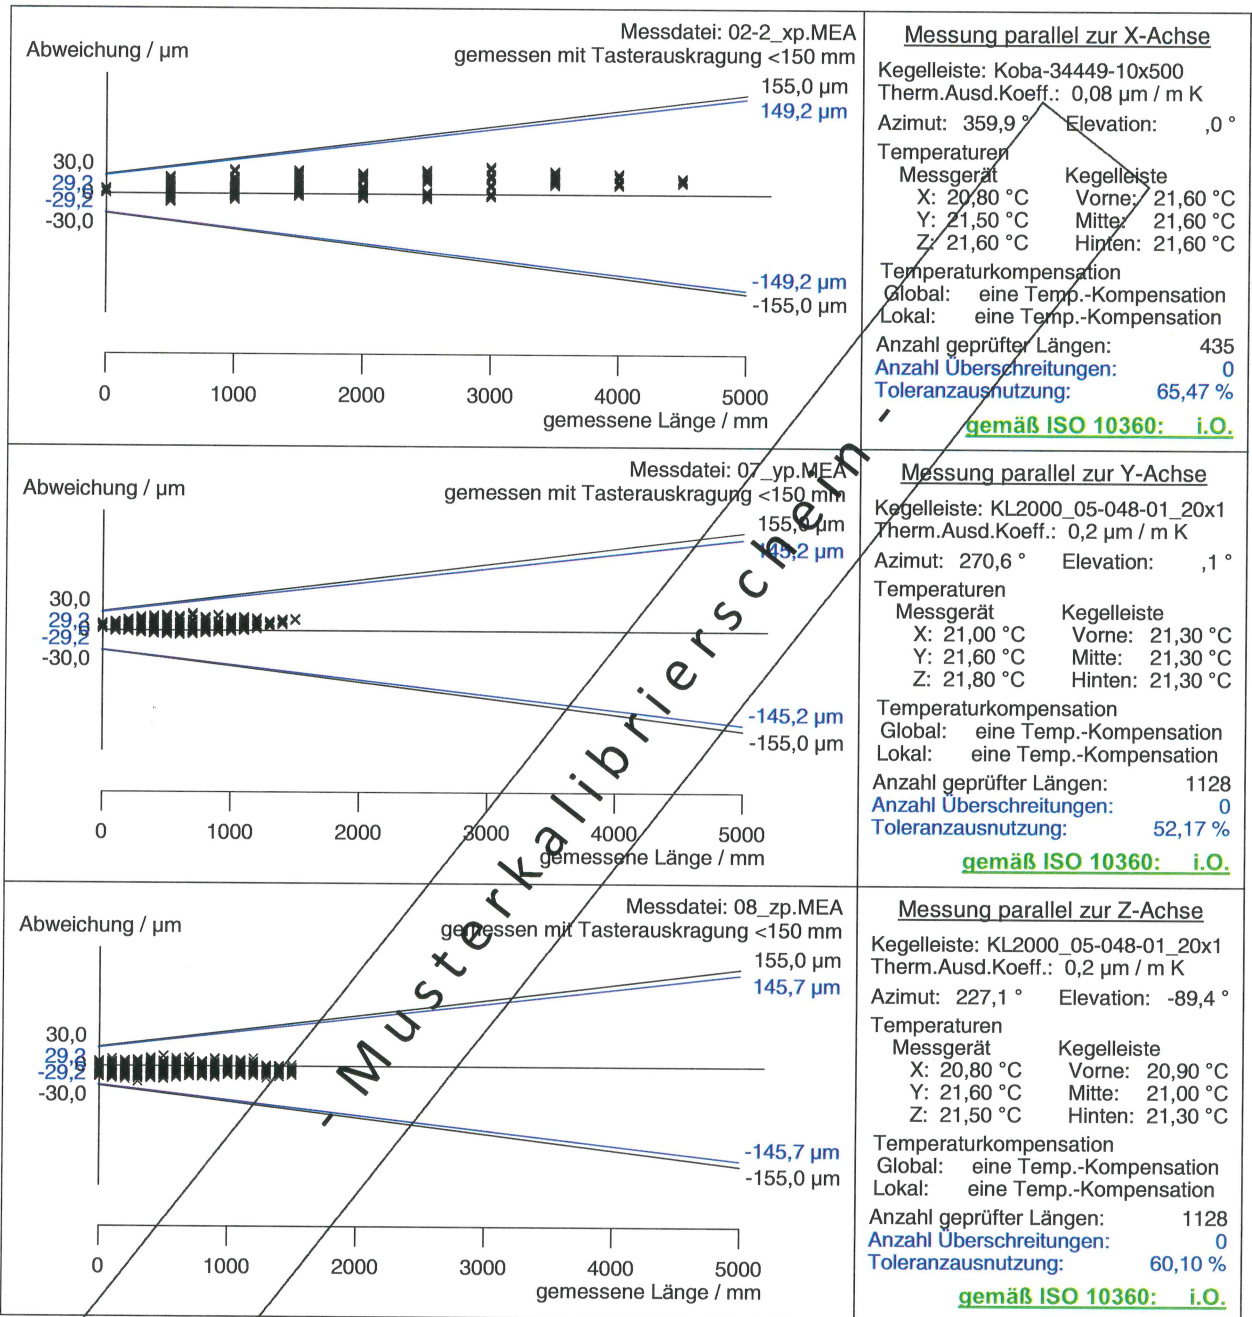 Messdatei: 02-2_xp.MEA
Abweichung / µm
gemessen mit Tasterauskragung <150 mm
155,0 µm
149,2 µm
30,0
29,2
0
-29,2
-30,0
-149,2 µm
-155,0 µm
0 1000 2000 3000 4000 5000
gemessene Länge / mm
Messung parallel zur X-Achse
Kegelleiste: Koba-34449-10x500
Therm.Ausd.Koeff.: 0,08 µm / m K
Azimut: 359,9 ° Elevation: ,0 °
Temperaturen
Messgerät Kegelleiste
X: 20,80 °C Vorne: 21,60 °C
Y: 21,50 °C Mitte: 21,60 °C
Z: 21,60 °C Hinten: 21,60 °C
Temperaturkompensation
Global: eine Temp.-Kompensation
Lokal: eine Temp.-Kompensation
Anzahl geprüfter Längen: 435
Anzahl Überschreitungen: 0
Toleranzausnutzung: 65,47 %
gemäß ISO 10360: i.O.
Messdatei: 07_yp.MEA
Abweichung / µm
gemessen mit Tasterauskragung <150 mm
155,0 µm
145,2 µm
30,0
29,2
0
-29,2
-30,0
-145,2 µm
-155,0 µm
0 1000 2000 3000 4000 5000
gemessene Länge / mm
Messung parallel zur Y-Achse
Kegelleiste: KL2000_05-048-01_20x1
Therm.Ausd.Koeff.: 0,2 µm / m K
Azimut: 270,6 ° Elevation: ,1 °
Temperaturen
Messgerät Kegelleiste
X: 21,00 °C Vorne: 21,30 °C
Y: 21,60 °C Mitte: 21,30 °C
Z: 21,80 °C Hinten: 21,30 °C
Temperaturkompensation
Global: eine Temp.-Kompensation
Lokal: eine Temp.-Kompensation
Anzahl geprüfter Längen: 1128
Anzahl Überschreitungen: 0
Toleranzausnutzung: 52,17 %
gemäß ISO 10360: i.O.
Messdatei: 08_zp.MEA
Abweichung / µm
gemessen mit Tasterauskragung <150 mm
155,0 µm
145,7 µm
30,0
29,2
0
-29,2
-30,0
-145,7 µm
-155,0 µm
0 1000 2000 3000 4000 5000
gemessene Länge / mm
Messung parallel zur Z-Achse
Kegelleiste: KL2000_05-048-01_20x1
Therm.Ausd.Koeff.: 0,2 µm / m K
Azimut: 227,1 ° Elevation: -89,4 °
Temperaturen
Messgerät Kegelleiste
X: 20,80 °C Vorne: 20,90 °C
Y: 21,60 °C Mitte: 21,00 °C
Z: 21,50 °C Hinten: 21,30 °C
Temperaturkompensation
Global: eine Temp.-Kompensation
Lokal: eine Temp.-Kompensation
Anzahl geprüfter Längen: 1128
Anzahl Überschreitungen: 0
Toleranzausnutzung: 60,10 %
gemäß ISO 10360: i.O.
- Musterkalibrierschein -